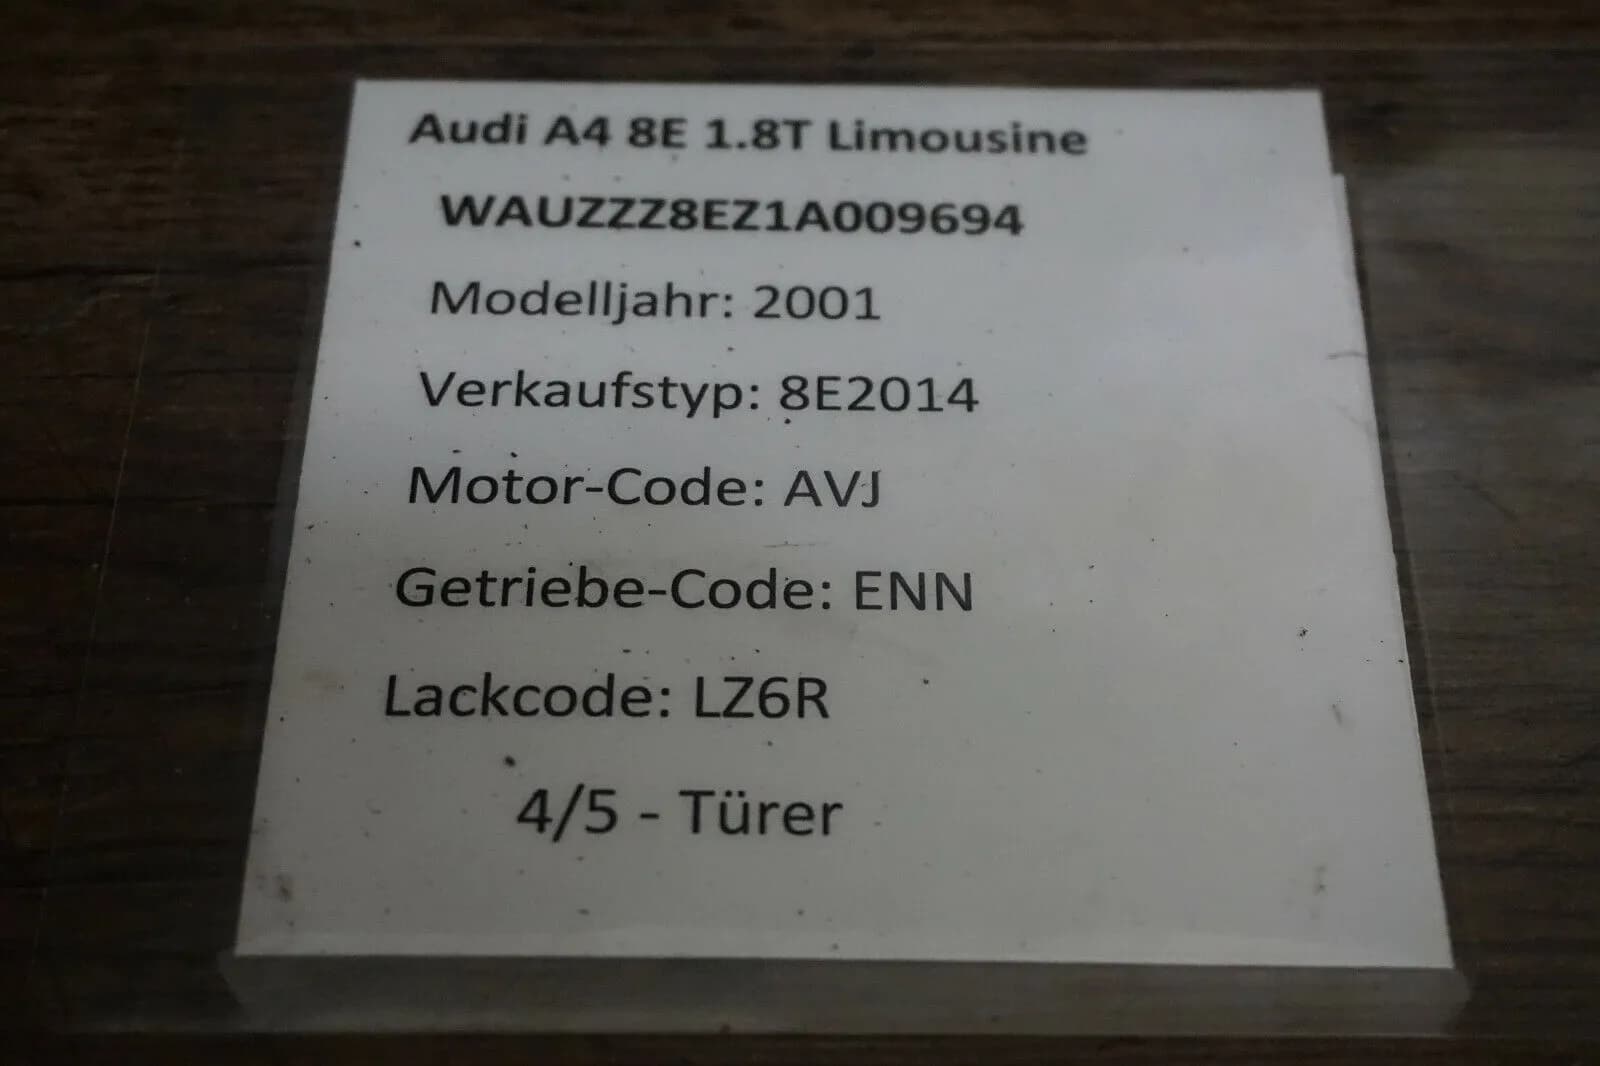 Audi A4 8E 1.8T Limousine
WAUZZZ8EZ1A009694
Modelljahr: 2001
Verkaufstyp: 8E2014
Motor-Code: AVJ
Getriebe-Code: ENN
Lackcode: LZ6R
4/5 - Türer